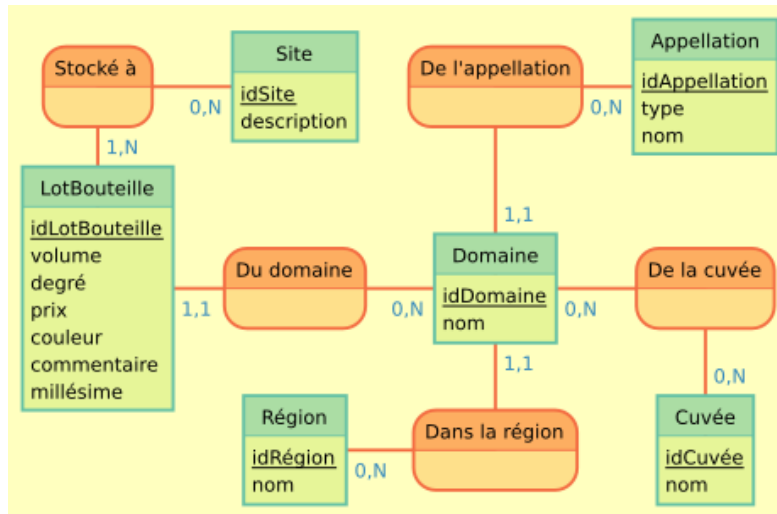 Stocké à
0,N
1,N
Site
idSite
description
De l'appellation
0,N
1,1
Appellation
idAppellation
type
nom
LotBouteille
idLotBouteille
volume
degré
prix
couleur
commentaire
millésime
1,1
Du domaine
0,N
Domaine
idDomaine
nom
0,N
1,1
De la cuvée
0,N
Région
idRégion
nom
0,N
Dans la région
Cuvée
idCuvée
nom